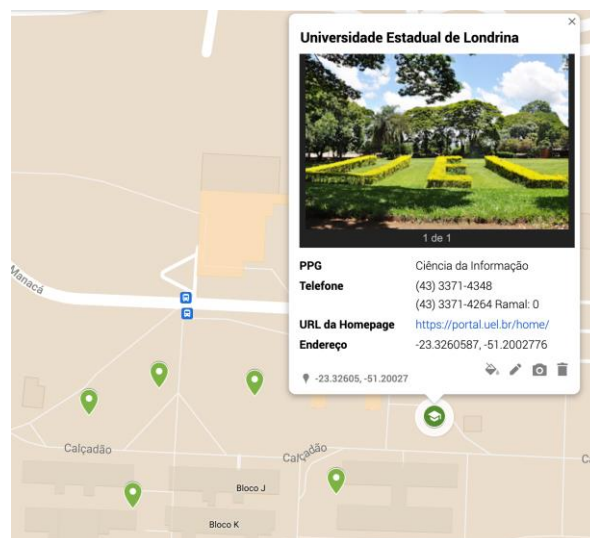 Universidade Estadual de Londrina
UEL
1 de 1
PPG Ciência da Informação
Telefone (43) 3371-4348
(43) 3371-4264 Ramal: 0
URL da Homepage https://portal.uel.br/home/
Endereço -23.3260587, -51.2002776
-23.32605, -51.20027
Manacá
Calçadão
Calçadão
C
Bloco J
Bloco K